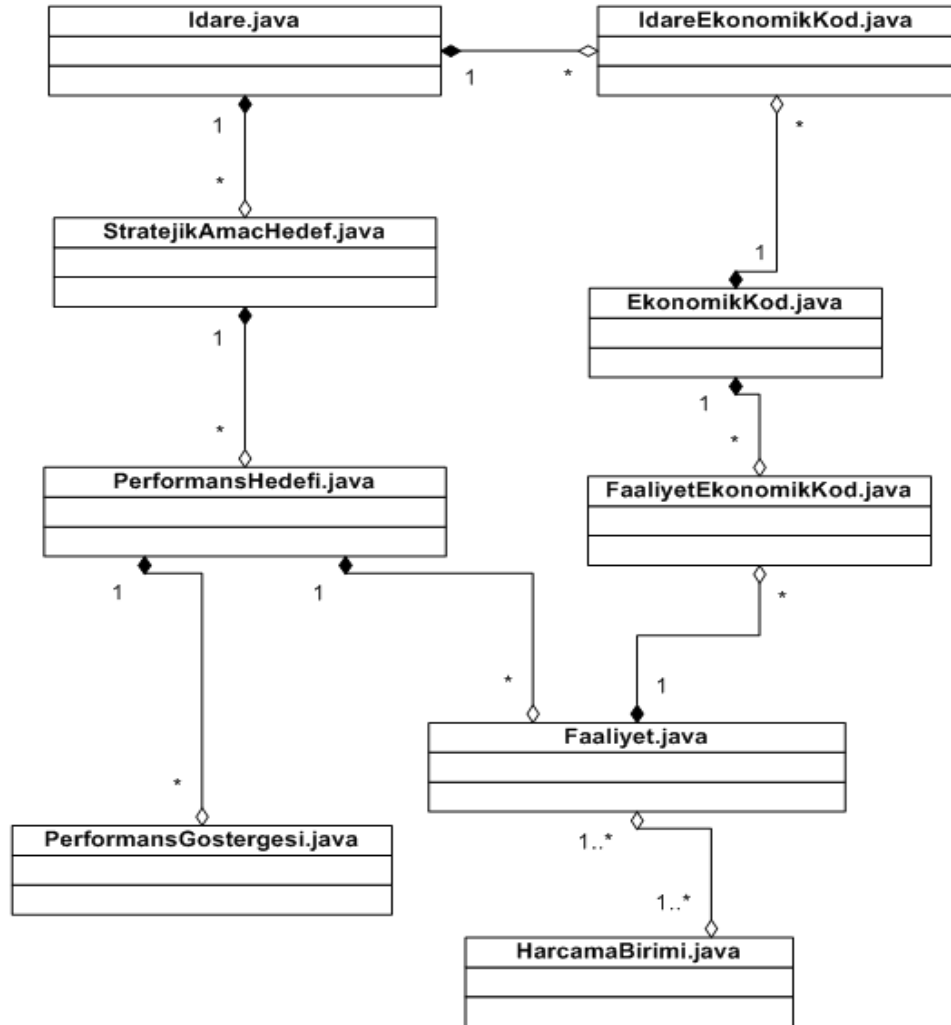 Idare.java
IdareEkonomikKod.java
1
*
1
*
*
StratejikAmacHedef.java
1
EkonomikKod.java
1
1
*
*
PerformansHedefi.java
FaaliyetEkonomikKod.java
1
1
*
*
1
Faaliyet.java
*
PerformansGostergesi.java
1..*
1..*
HarcamaBirimi.java